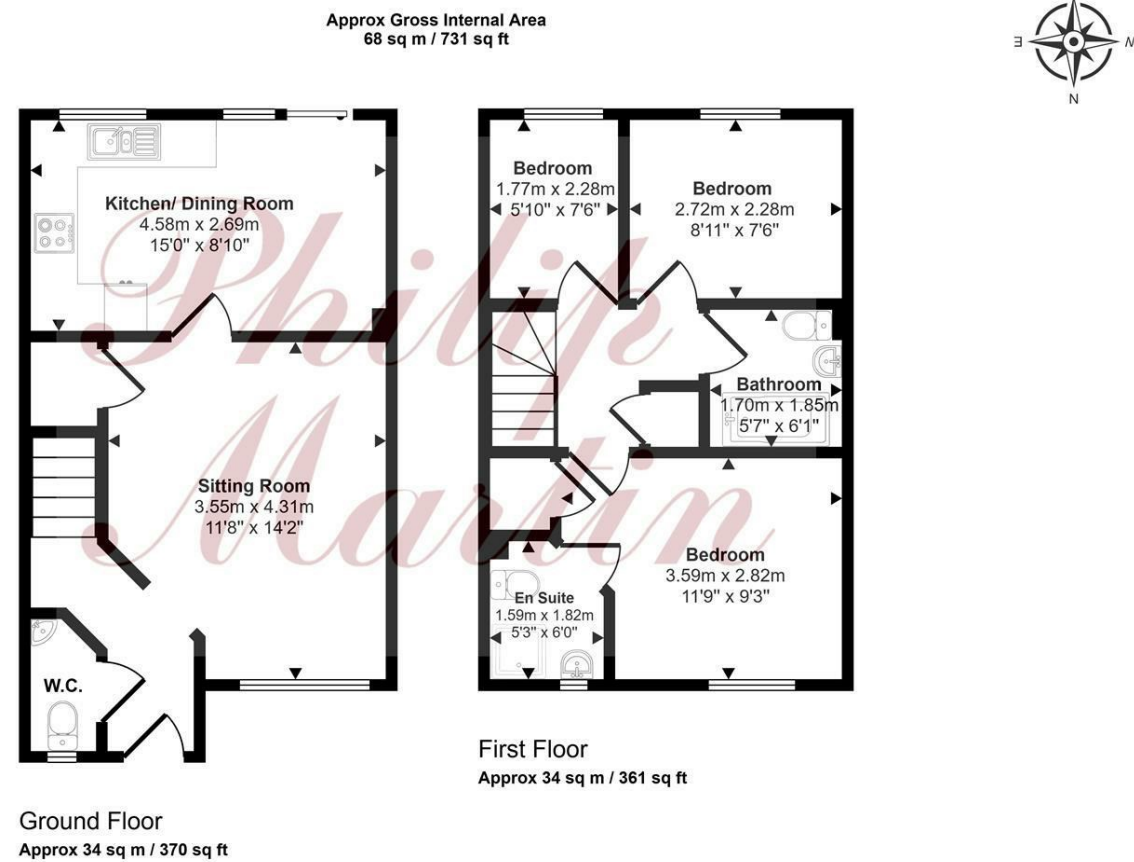 Approx Gross Internal Area
68 sq m / 731 sq ft
E
W
N
Kitchen/ Dining Room
4.58m x 2.69m
15'0" x 8'10"
Bedroom
1.77m x 2.28m
5'10" x 7'6"
Bedroom
2.72m x 2.28m
8'11" x 7'6"
Bathroom
1.70m x 1.85m
5'7" x 6'1"
Sitting Room
3.55m x 4.31m
11'8" x 14'2"
Bedroom
3.59m x 2.82m
11'9" x 9'3"
En Suite
1.59m x 1.82m
5'3" x 6'0"
W.C.
Philip
Martin
First Floor
Approx 34 sq m / 361 sq ft
Ground Floor
Approx 34 sq m / 370 sq ft